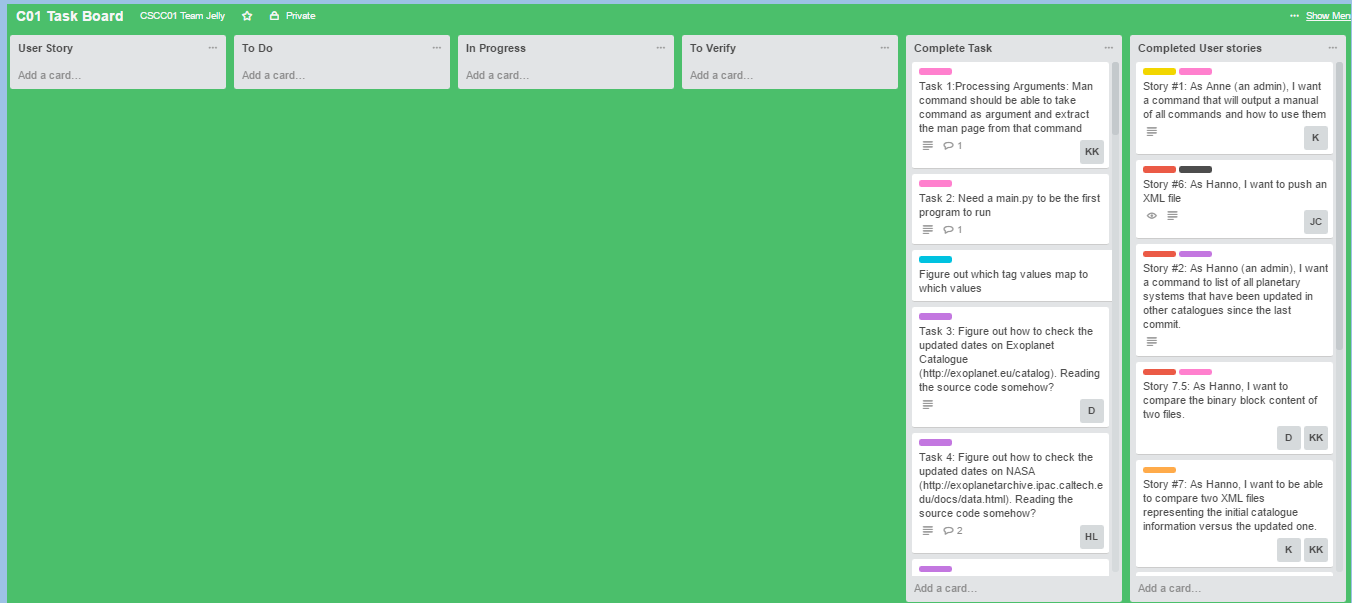 C01 Task Board CSCC01 Team Jelly Private ... Show Men
User Story ...
Add a card...
To Do ...
Add a card...
In Progress ...
Add a card...
To Verify ...
Add a card...
Complete Task ...
Task 1:Processing Arguments: Man
command should be able to take
command as argument and extract
the man page from that command
1
KK
Task 2: Need a main.py to be the first
program to run
1
Figure out which tag values map to
which values
Task 3: Figure out how to check the
updated dates on Exoplanet
Catalogue
(http://exoplanet.eu/catalog). Reading
the source code somehow?
D
Task 4: Figure out how to check the
updated dates on NASA
(http://exoplanetarchive.ipac.caltech.e
du/docs/data.html). Reading the
source code somehow?
2
HL
Add a card...
Completed User stories ...
Story #1: As Anne (an admin), I want
a command that will output a manual
of all commands and how to use them
K
Story #6: As Hanno, I want to push an
XML file
JC
Story #2: As Hanno (an admin), I want
a command to list of all planetary
systems that have been updated in
other catalogues since the last
commit.
Story 7.5: As Hanno, I want to
compare the binary block content of
two files.
D KK
Story #7: As Hanno, I want to be able
to compare two XML files
representing the initial catalogue
information versus the updated one.
K KK
Add a card...